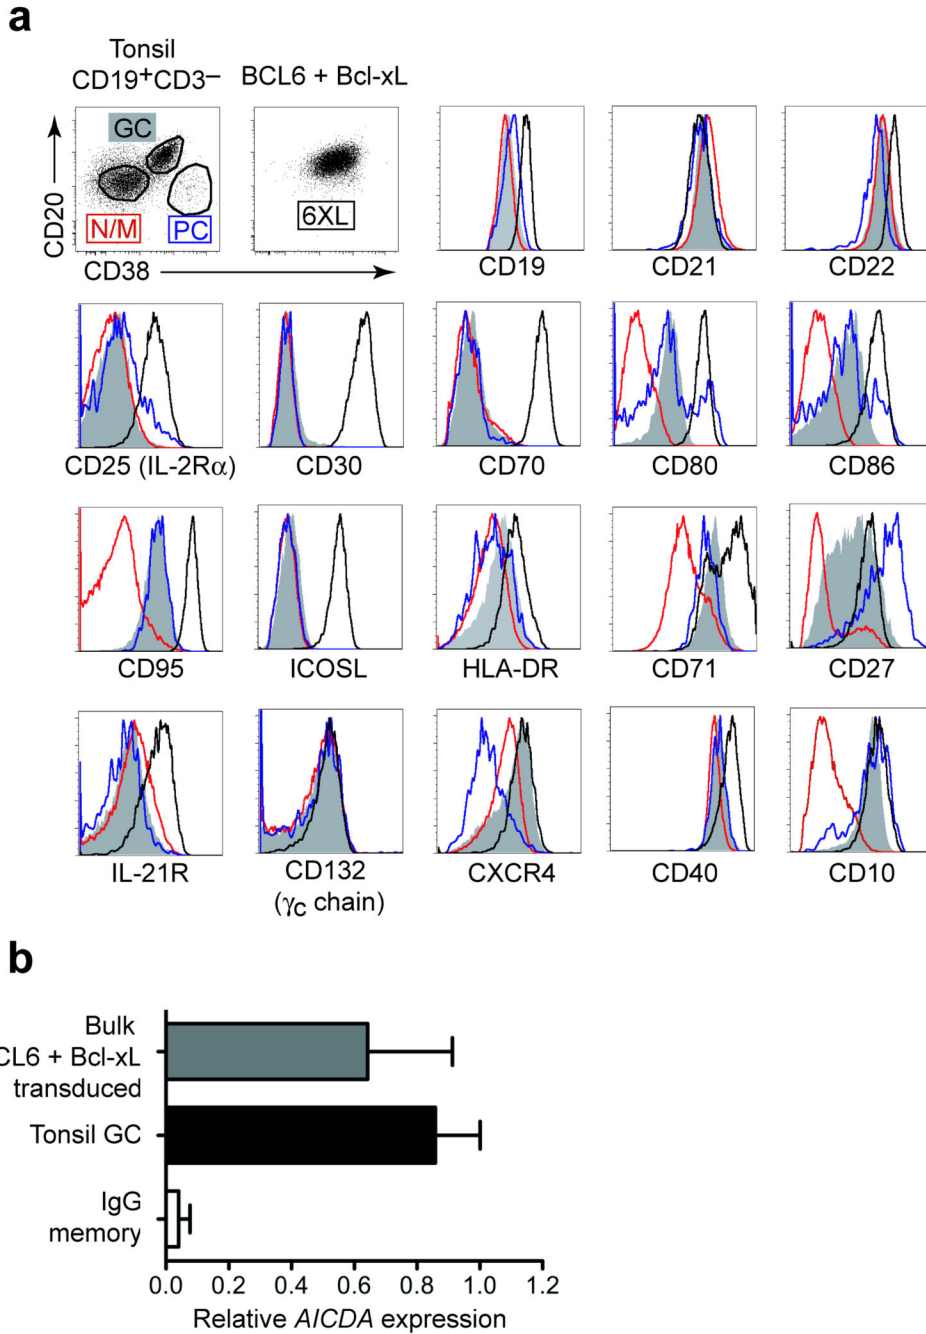 a
Tonsil
CD19+CD3–
BCL6 + Bcl-xL
GC
N/M
PC
6XL
CD20
CD38
CD19
CD21
CD22
CD25 (IL-2Rα)
CD30
CD70
CD80
CD86
CD95
ICOSL
HLA-DR
CD71
CD27
IL-21R
CD132
(γc chain)
CXCR4
CD40
CD10
b
Bulk
CL6 + Bcl-xL
transduced
Tonsil GC
IgG
memory
0.0 0.2 0.4 0.6 0.8 1.0 1.2
Relative AICDA expression